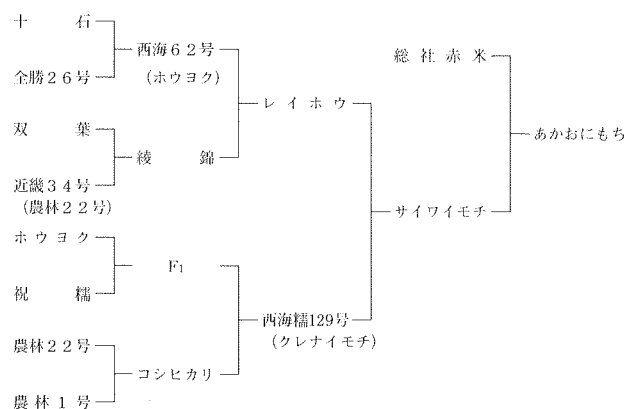 十石
西海６２号
総社赤米
全勝２６号
（ホウヨク）
レイホウ
双葉
あかおにもち
綾錦
近畿３４号
（農林２２号）
サイワイモチ
ホウヨク
F₁
祝糯
西海糯129号
農林２２号
（クレナイモチ）
コシヒカリ
農林１号